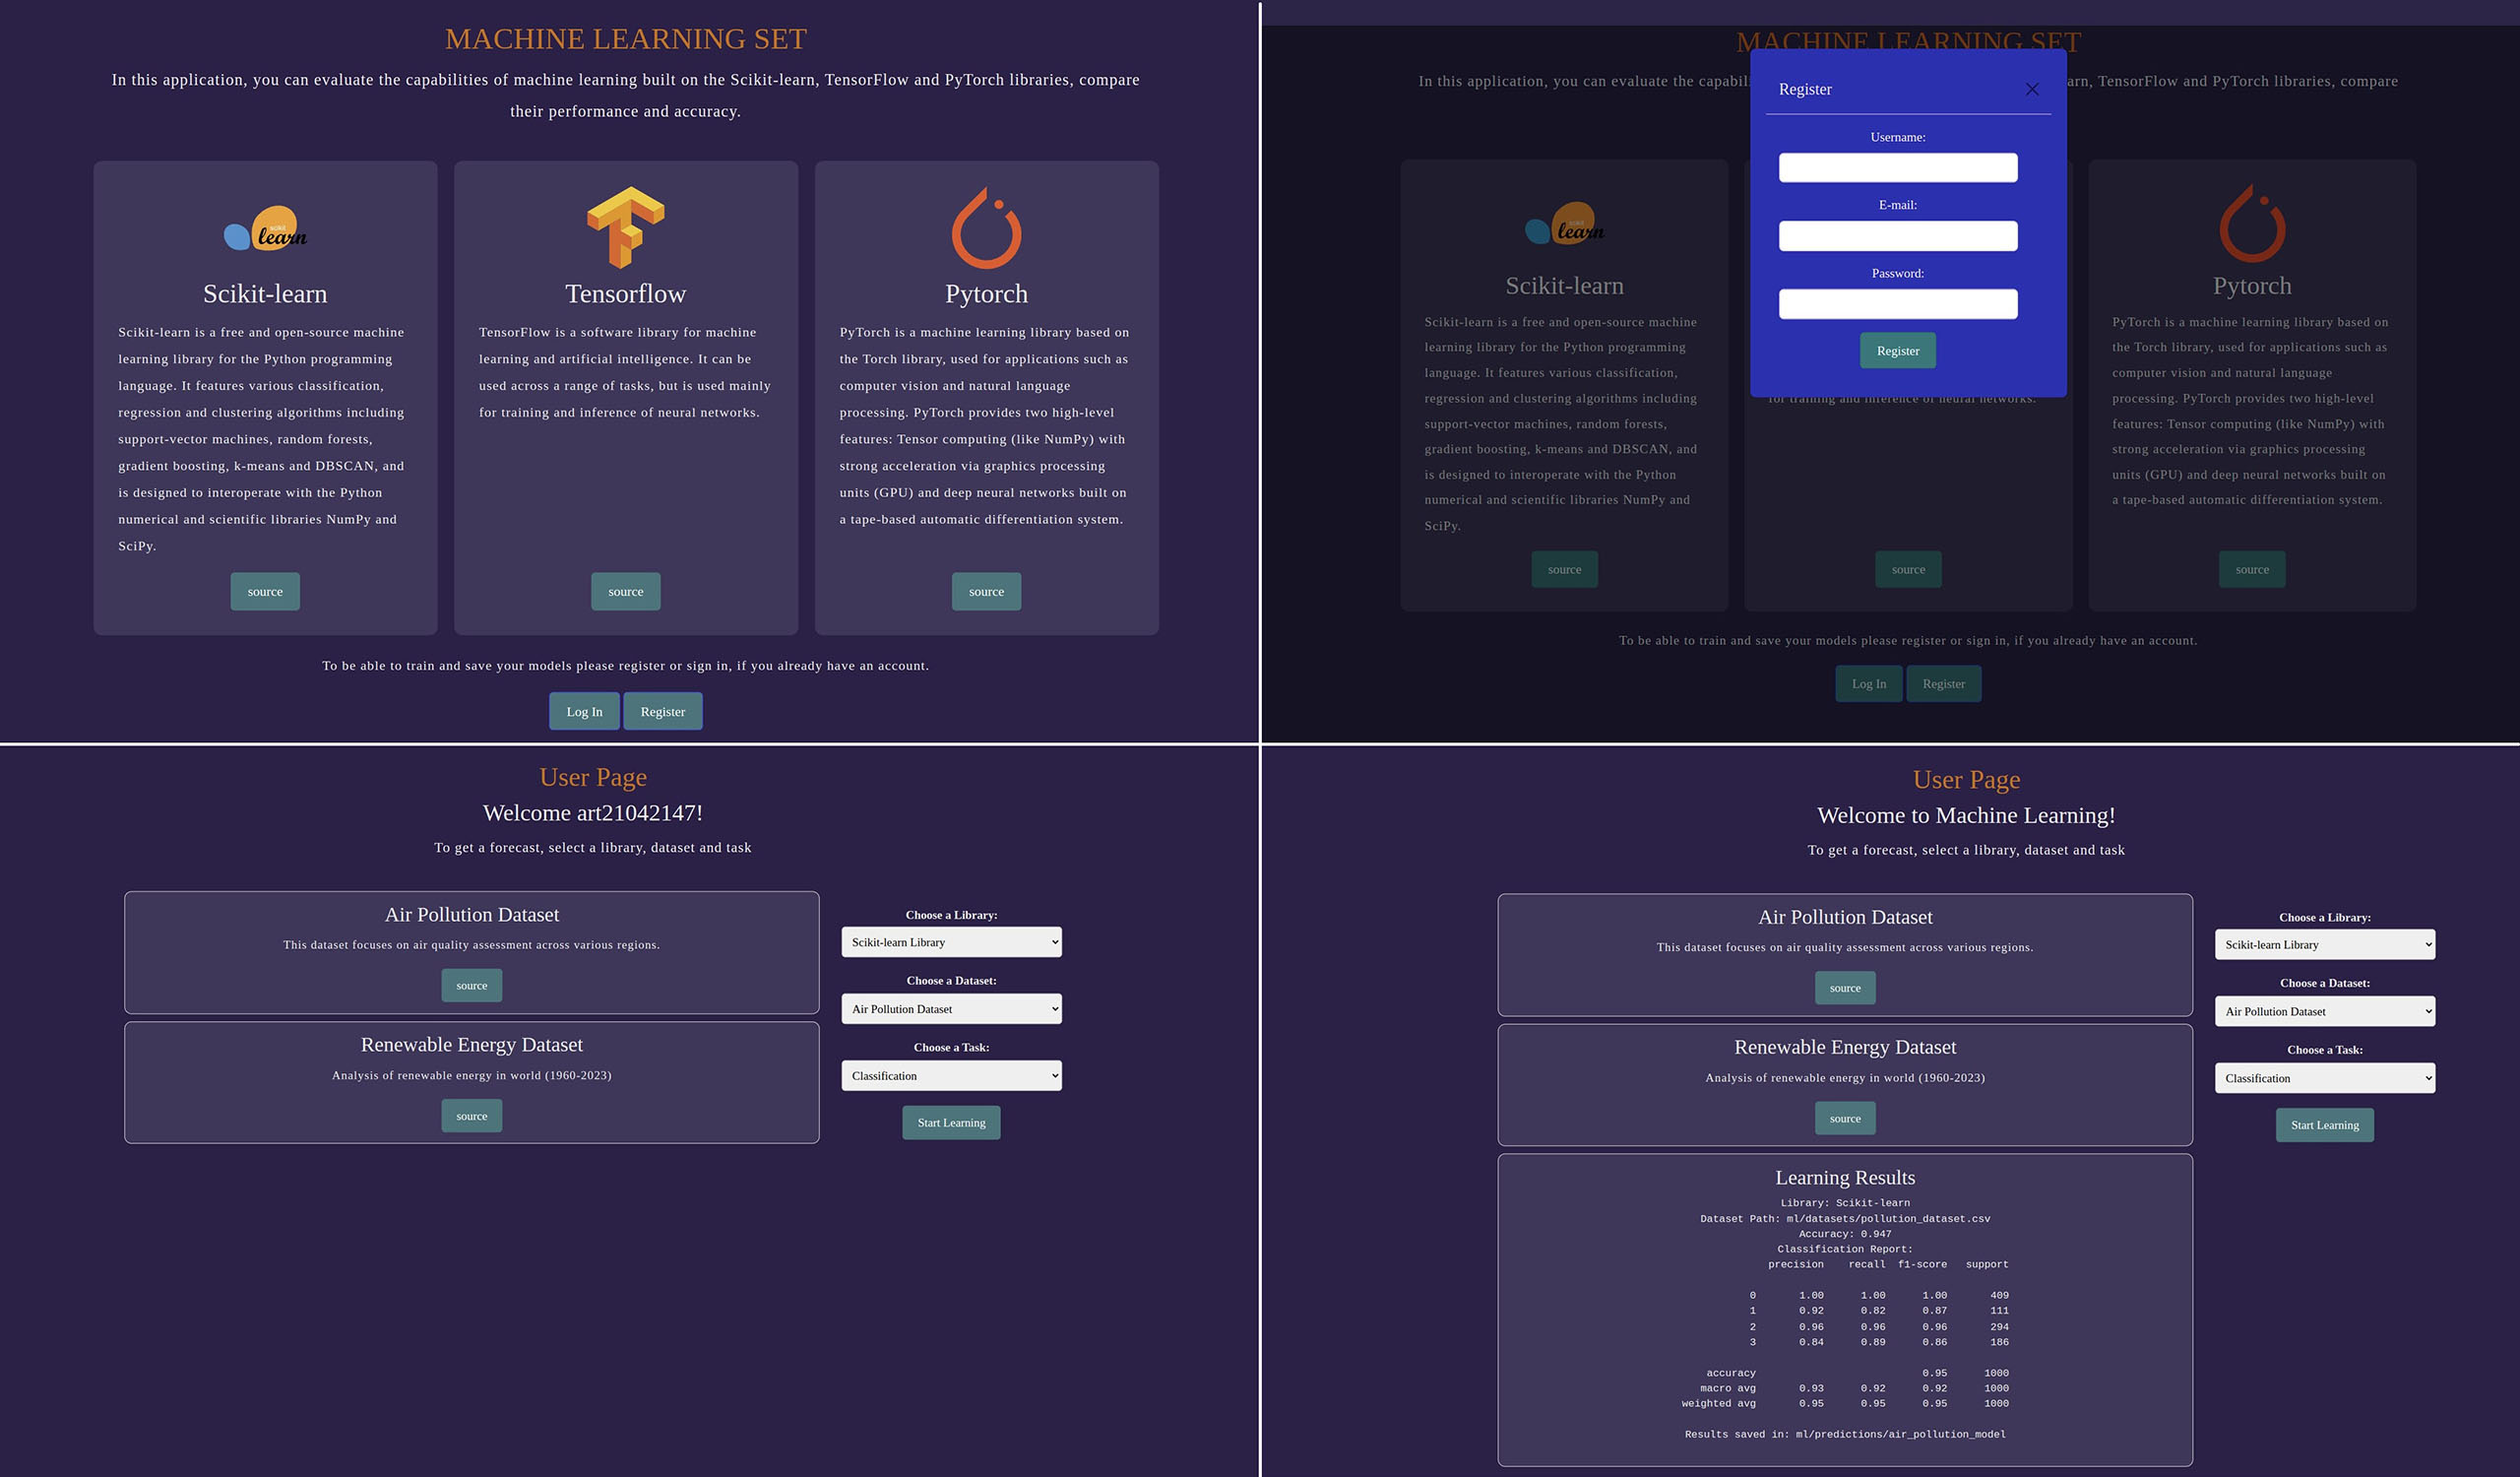 MACHINE LEARNING SET
In this application, you can evaluate the capabilities of machine learning built on the Scikit-learn, TensorFlow and PyTorch libraries, compare
their performance and accuracy.
scikit
learn
Scikit-learn
Scikit-learn is a free and open-source machine
learning library for the Python programming
language. It features various classification,
regression and clustering algorithms including
support-vector machines, random forests,
gradient boosting, k-means and DBSCAN, and
is designed to interoperate with the Python
numerical and scientific libraries NumPy and
SciPy.
source
Tensorflow
TensorFlow is a software library for machine
learning and artificial intelligence. It can be
used across a range of tasks, but is used mainly
for training and inference of neural networks.
source
Pytorch
PyTorch is a machine learning library based on
the Torch library, used for applications such as
computer vision and natural language
processing. PyTorch provides two high-level
features: Tensor computing (like NumPy) with
strong acceleration via graphics processing
units (GPU) and deep neural networks built on
a tape-based automatic differentiation system.
source
To be able to train and save your models please register or sign in, if you already have an account.
Log In
Register
MACHINE LEARNING SET
In this application, you can evaluate the capabil
arn, TensorFlow and PyTorch libraries, compare
Register
Username:
E-mail:
Password:
Register
scikit
learn
Scikit-learn
Scikit-learn is a free and open-source machine
learning library for the Python programming
language. It features various classification,
regression and clustering algorithms including
support-vector machines, random forests,
gradient boosting, k-means and DBSCAN, and
is designed to interoperate with the Python
numerical and scientific libraries NumPy and
SciPy.
source
for training and inference of neural networks.
source
Pytorch
PyTorch is a machine learning library based on
the Torch library, used for applications such as
computer vision and natural language
processing. PyTorch provides two high-level
features: Tensor computing (like NumPy) with
strong acceleration via graphics processing
units (GPU) and deep neural networks built on
a tape-based automatic differentiation system.
source
To be able to train and save your models please register or sign in, if you already have an account.
Log In
Register
User Page
Welcome art21042147!
To get a forecast, select a library, dataset and task
Air Pollution Dataset
This dataset focuses on air quality assessment across various regions.
source
Renewable Energy Dataset
Analysis of renewable energy in world (1960-2023)
source
Choose a Library:
Scikit-learn Library
Choose a Dataset:
Air Pollution Dataset
Choose a Task:
Classification
Start Learning
User Page
Welcome to Machine Learning!
To get a forecast, select a library, dataset and task
Air Pollution Dataset
This dataset focuses on air quality assessment across various regions.
source
Renewable Energy Dataset
Analysis of renewable energy in world (1960-2023)
source
Choose a Library:
Scikit-learn Library
Choose a Dataset:
Air Pollution Dataset
Choose a Task:
Classification
Start Learning
Learning Results
Library: Scikit-learn
Dataset Path: ml/datasets/pollution_dataset.csv
Accuracy: 0.947
Classification Report:
precision recall f1-score support
0 1.00 1.00 1.00 409
1 0.92 0.82 0.87 111
2 0.96 0.96 0.96 294
3 0.84 0.89 0.86 186
accuracy 0.95 1000
macro avg 0.93 0.92 0.92 1000
weighted avg 0.95 0.95 0.95 1000
Results saved in: ml/predictions/air_pollution_model